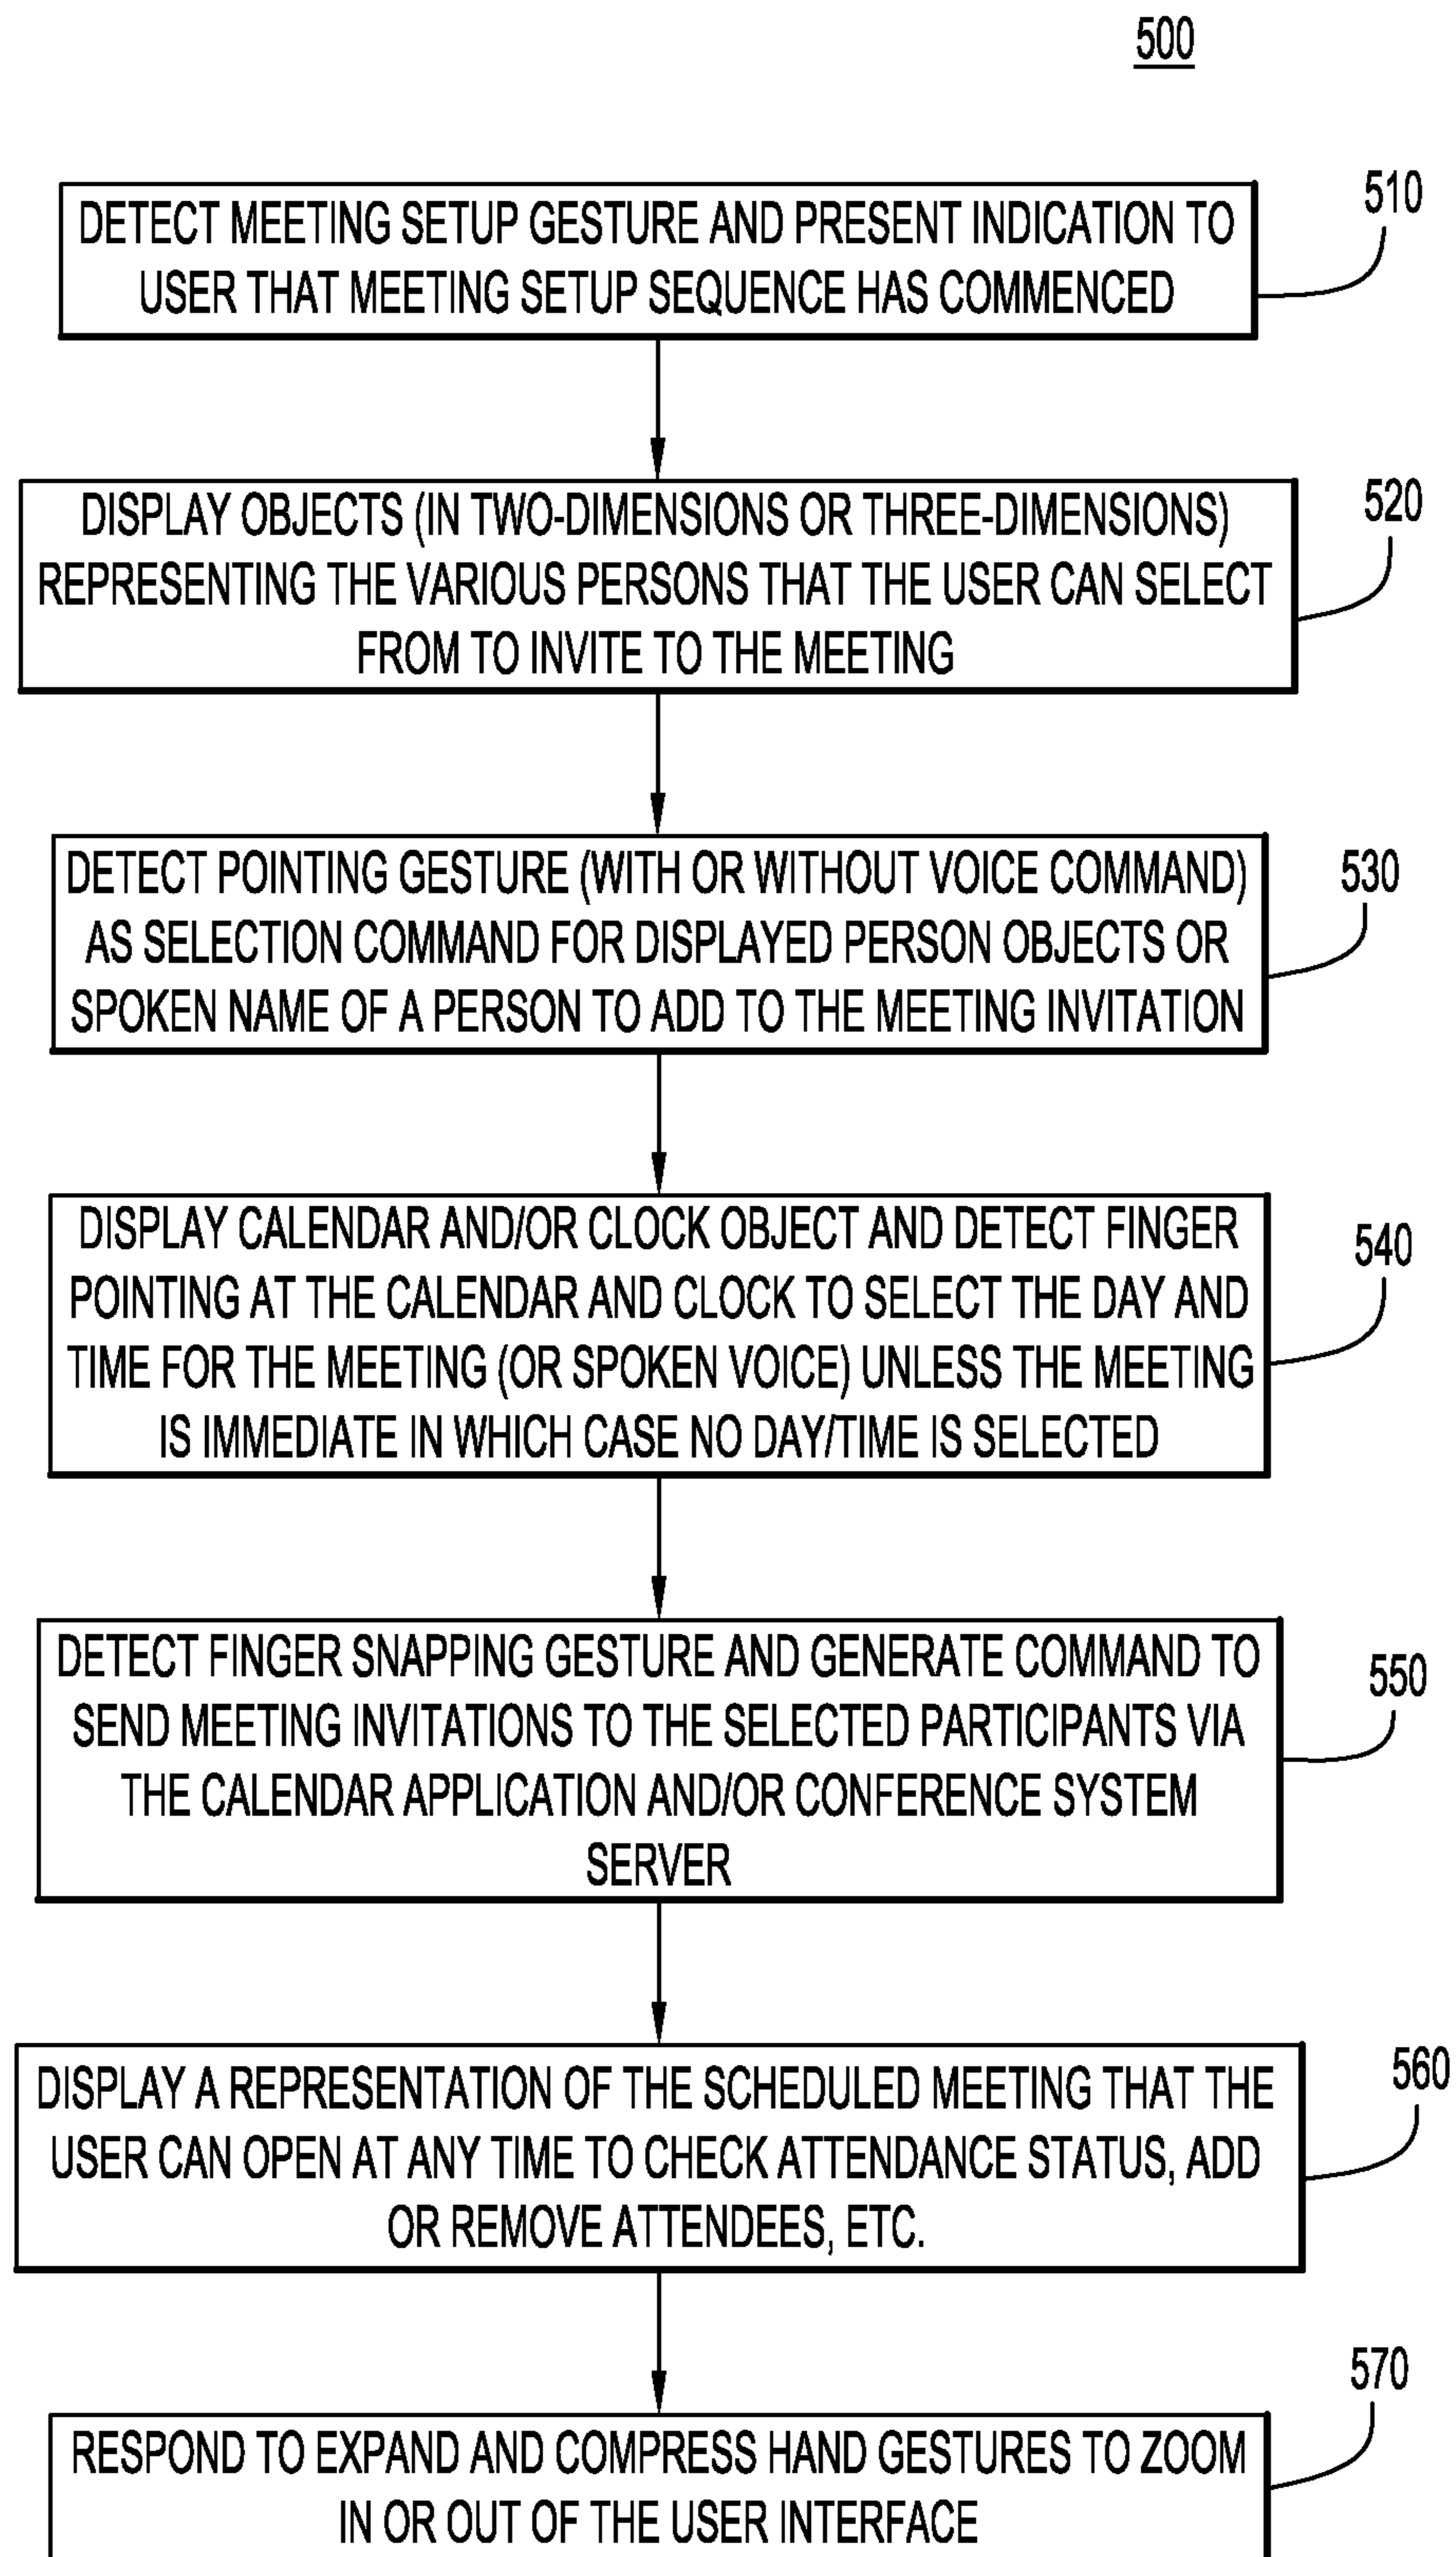 500
DETECT MEETING SETUP GESTURE AND PRESENT INDICATION TO
USER THAT MEETING SETUP SEQUENCE HAS COMMENCED
510
DISPLAY OBJECTS (IN TWO-DIMENSIONS OR THREE-DIMENSIONS)
REPRESENTING THE VARIOUS PERSONS THAT THE USER CAN SELECT
FROM TO INVITE TO THE MEETING
520
DETECT POINTING GESTURE (WITH OR WITHOUT VOICE COMMAND)
AS SELECTION COMMAND FOR DISPLAYED PERSON OBJECTS OR
SPOKEN NAME OF A PERSON TO ADD TO THE MEETING INVITATION
530
DISPLAY CALENDAR AND/OR CLOCK OBJECT AND DETECT FINGER
POINTING AT THE CALENDAR AND CLOCK TO SELECT THE DAY AND
TIME FOR THE MEETING (OR SPOKEN VOICE) UNLESS THE MEETING
IS IMMEDIATE IN WHICH CASE NO DAY/TIME IS SELECTED
540
DETECT FINGER SNAPPING GESTURE AND GENERATE COMMAND TO
SEND MEETING INVITATIONS TO THE SELECTED PARTICIPANTS VIA
THE CALENDAR APPLICATION AND/OR CONFERENCE SYSTEM
SERVER
550
DISPLAY A REPRESENTATION OF THE SCHEDULED MEETING THAT THE
USER CAN OPEN AT ANY TIME TO CHECK ATTENDANCE STATUS, ADD
OR REMOVE ATTENDEES, ETC.
560
RESPOND TO EXPAND AND COMPRESS HAND GESTURES TO ZOOM
IN OR OUT OF THE USER INTERFACE
570